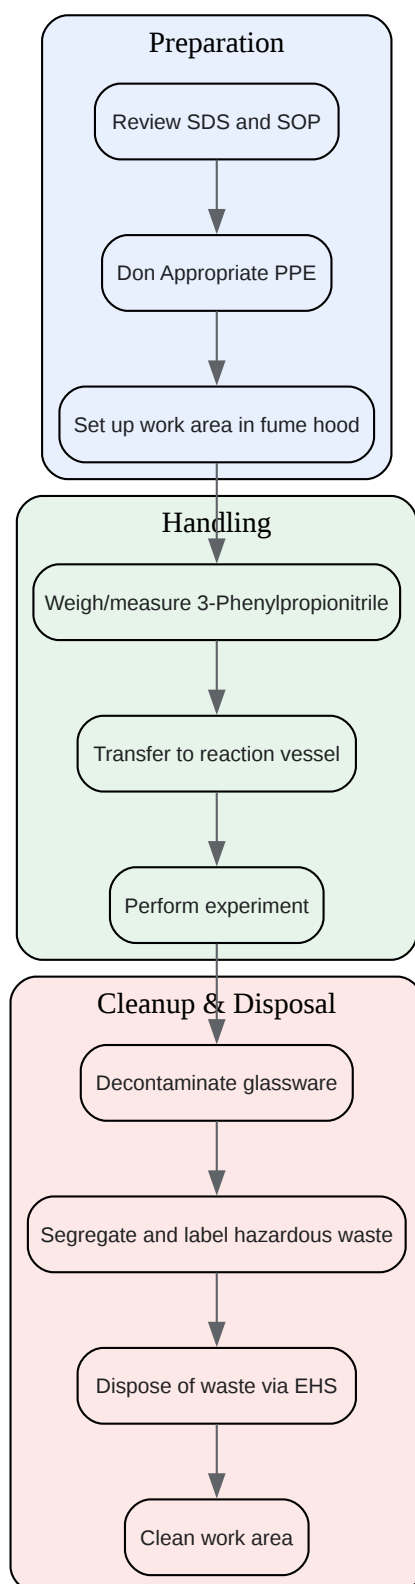 Preparation
Review SDS and SOP
Don Appropriate PPE
Set up work area in fume hood
Handling
Weigh/measure 3-Phenylpropionitrile
Transfer to reaction vessel
Perform experiment
Cleanup & Disposal
Decontaminate glassware
Segregate and label hazardous waste
Dispose of waste via EHS
Clean work area